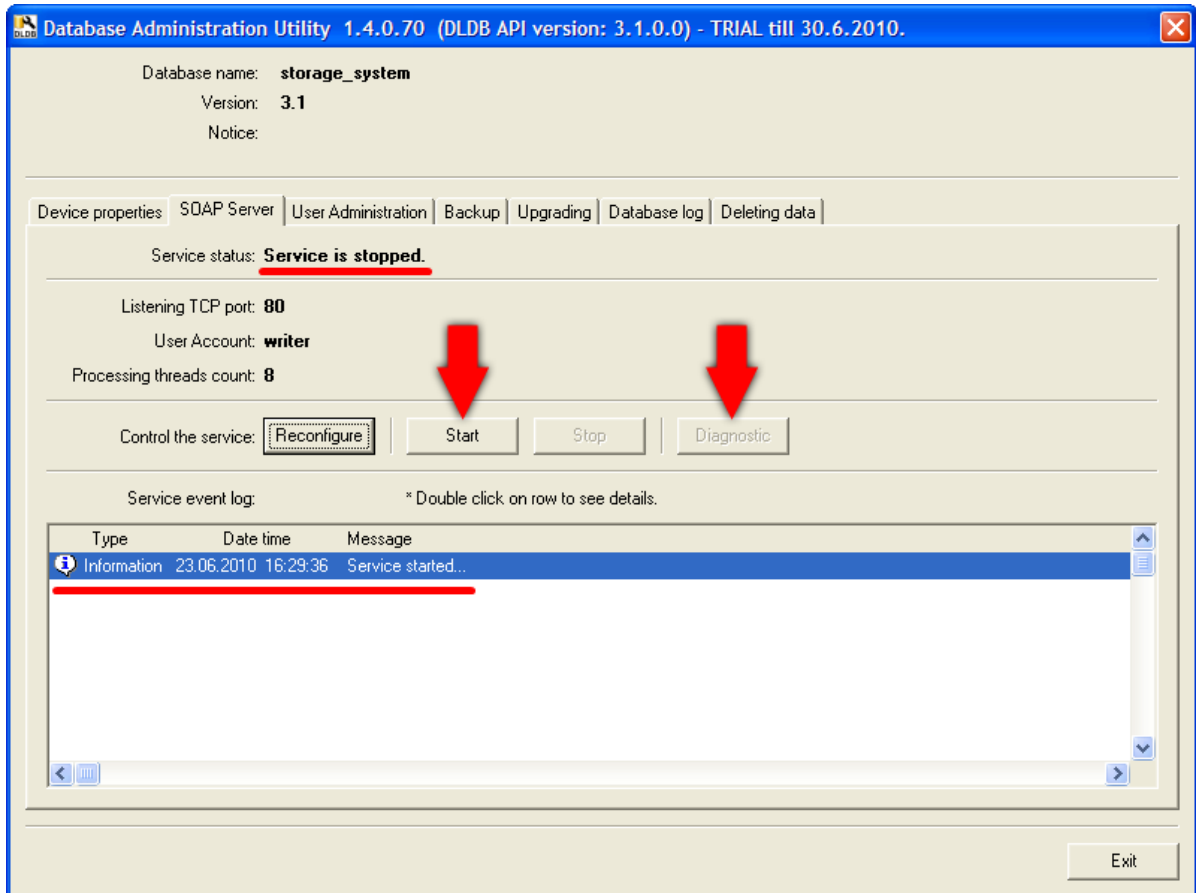 Database Administration Utility 1.4.0.70 (DLDB API version: 3.1.0.0) - TRIAL till 30.6.2010.
Database name: storage_system
Version: 3.1
Notice:
Device properties SOAP Server User Administration Backup Upgrading Database log Deleting data
Service status: Service is stopped.
Listening TCP port: 80
User Account: writer
Processing threads count: 8
Control the service: Reconfigure Start Stop Diagnostic
Service event log: * Double click on row to see details.
Type Date time Message
Information 23.06.2010 16:29:36 Service started...
Exit